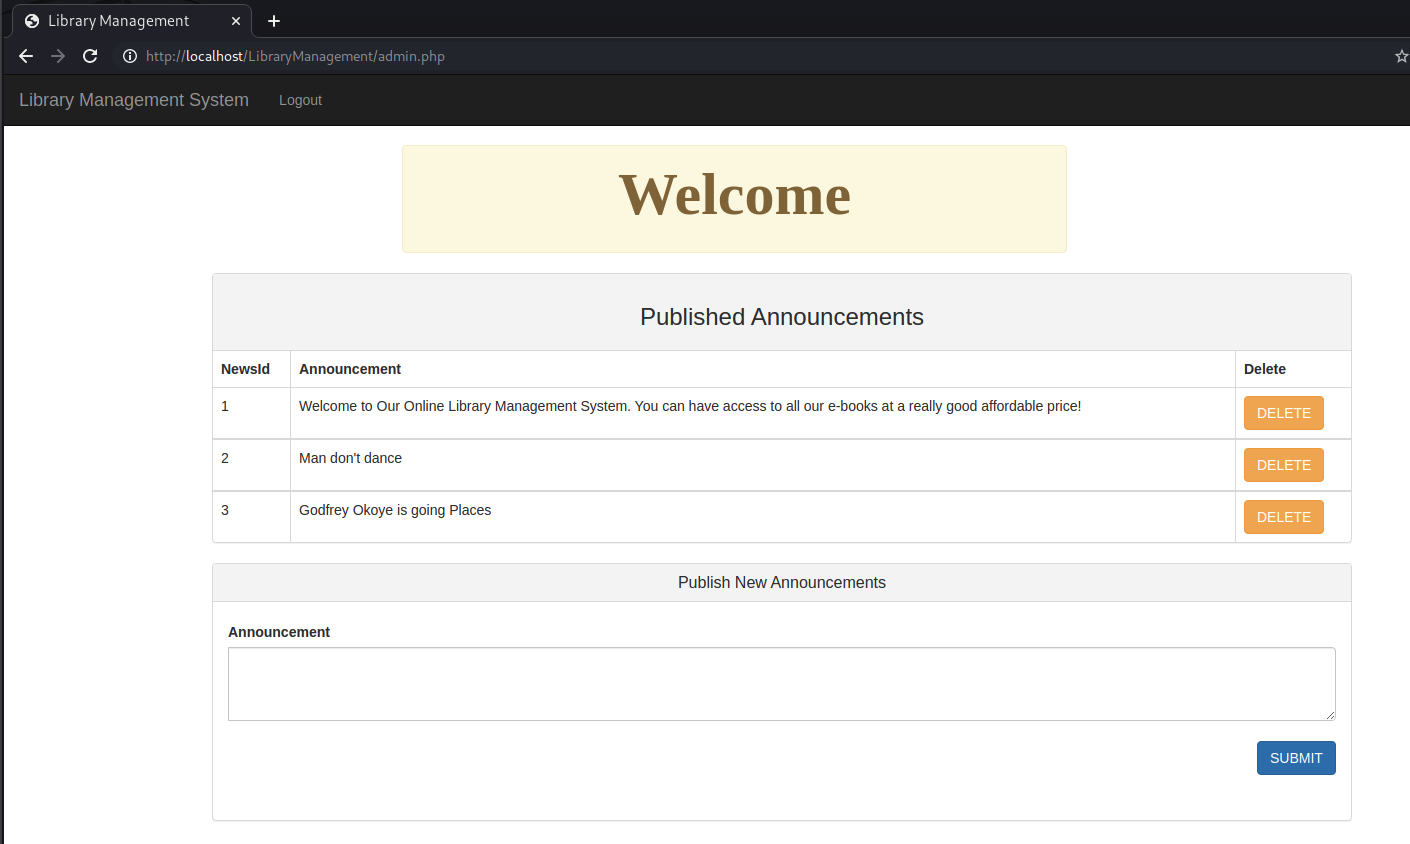 Library Management
http://localhost/LibraryManagement/admin.php
Library Management System Logout
Welcome
Published Announcements
NewsId Announcement Delete
1 Welcome to Our Online Library Management System. You can have access to all our e-books at a really good affordable price! DELETE
2 Man don't dance DELETE
3 Godfrey Okoye is going Places DELETE
Publish New Announcements
Announcement
SUBMIT